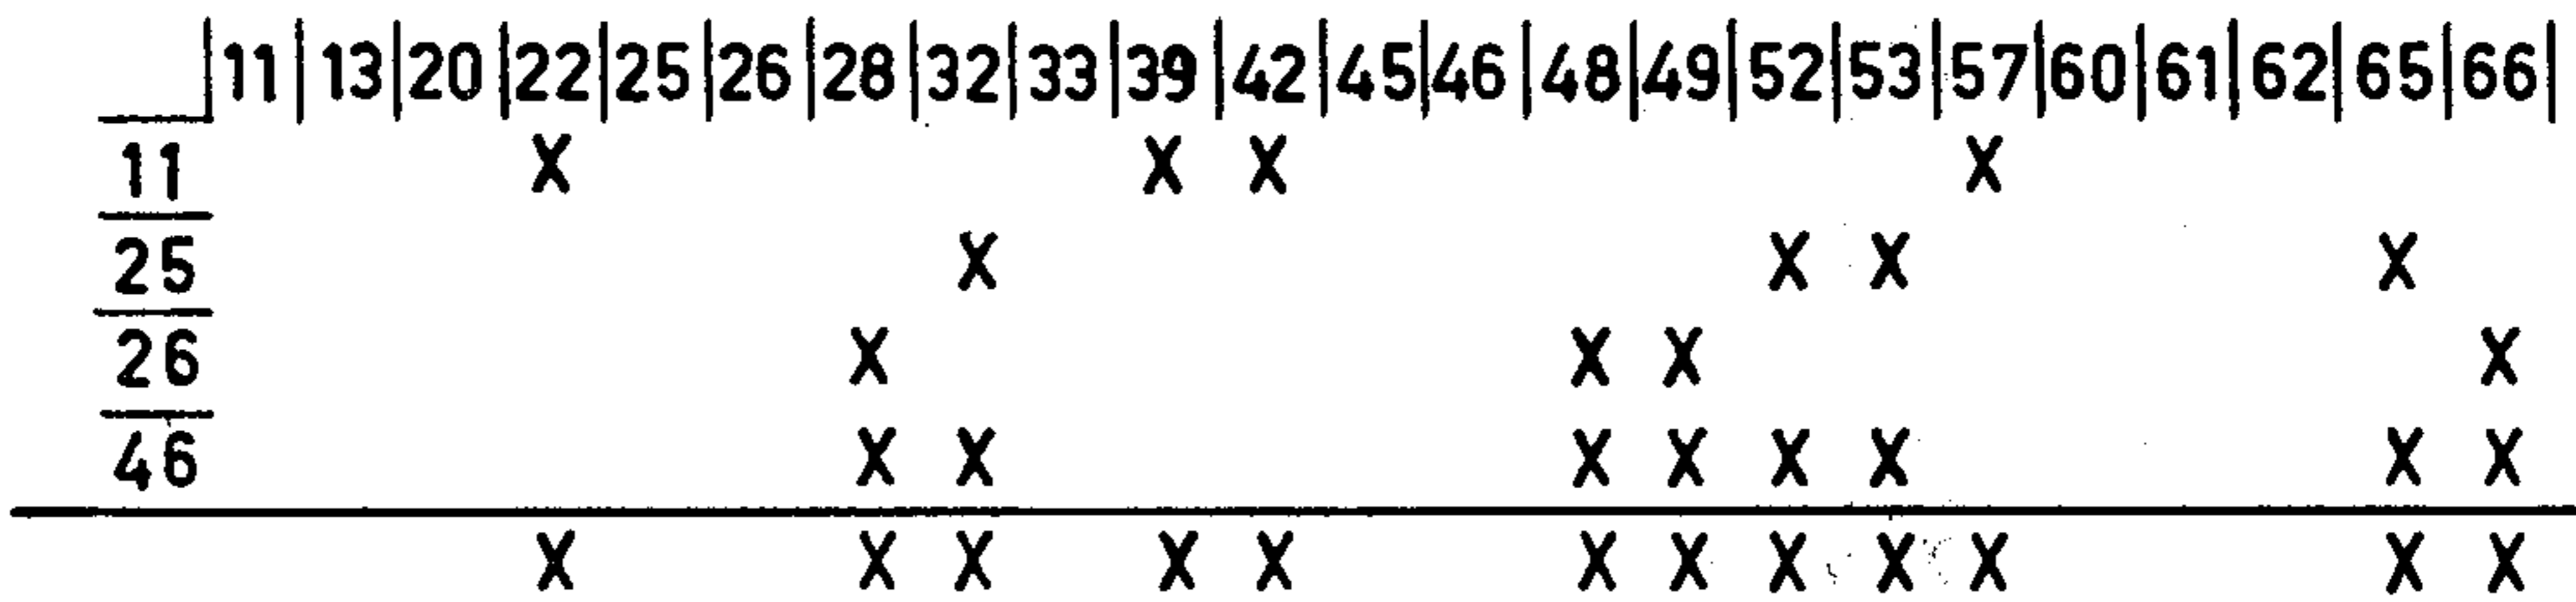 |11|13|20|22|25|26|28|32|33|39|42|45|46|48|49|52|53|57|60|61|62|65|66|
11 X X X X
25 X X X X
26 X X X X
46 X X X X X X X X
X X X X X X X X X X X X